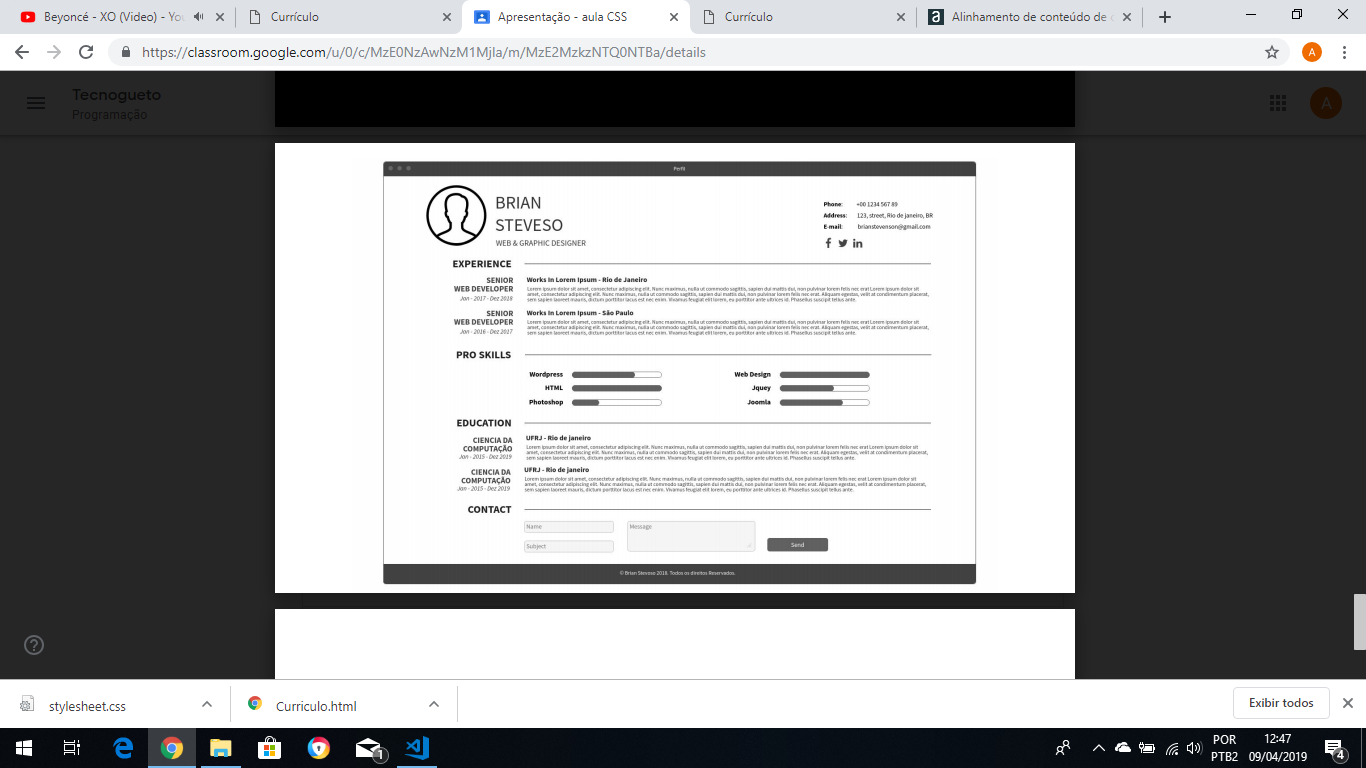 Beyoncé - XO (Video) - You
Currículo
Apresentação - aula CSS
Currículo
Alinhamento de conteúdo de c
https://classroom.google.com/u/0/c/MzE0NzAwNzM1Mjla/m/MzE2MzkzNTQ0NTBa/details
A
Tecnogueto
Programação
A
Perfil
BRIAN
STEVESO
WEB & GRAPHIC DESIGNER
Phone: +00 1234 567 89
Address: 123, street, Rio de janeiro, BR
E-mail: brianstevenson@gmail.com
EXPERIENCE
SENIOR
WEB DEVELOPER
Jan - 2017 - Dez 2018
Works In Lorem Ipsum - Rio de Janeiro
Lorem ipsum dolor sit amet, consectetur adipiscing elit. Nunc maximus, nulla ut commodo sagittis, sapien dui mattis dui, non pulvinar lorem felis nec erat Lorem ipsum dolor sit
amet, consectetur adipiscing elit. Nunc maximus, nulla ut commodo sagittis, sapien dui mattis dui, non pulvinar lorem felis nec erat. Aliquam egestas, velit at condimentum placerat,
sem sapien laoreet mauris, dictum porttitor lacus est nec enim. Vivamus feugiat elit lorem, eu porttitor ante ultrices id. Phasellus suscipit tellus ante.
SENIOR
WEB DEVELOPER
Jan - 2016 - Dez 2017
Works In Lorem Ipsum - São Paulo
Lorem ipsum dolor sit amet, consectetur adipiscing elit. Nunc maximus, nulla ut commodo sagittis, sapien dui mattis dui, non pulvinar lorem felis nec erat Lorem ipsum dolor sit
amet, consectetur adipiscing elit. Nunc maximus, nulla ut commodo sagittis, sapien dui mattis dui, non pulvinar lorem felis nec erat. Aliquam egestas, velit at condimentum placerat,
sem sapien laoreet mauris, dictum porttitor lacus est nec enim. Vivamus feugiat elit lorem, eu porttitor ante ultrices id. Phasellus suscipit tellus ante.
PRO SKILLS
Wordpress
Web Design
HTML
Jquey
Photoshop
Joomla
EDUCATION
CIENCIA DA
COMPUTAÇÃO
Jan - 2015 - Dez 2019
UFRJ - Rio de janeiro
Lorem ipsum dolor sit amet, consectetur adipiscing elit. Nunc maximus, nulla ut commodo sagittis, sapien dui mattis dui, non pulvinar lorem felis nec erat Lorem ipsum dolor sit
amet, consectetur adipiscing elit. Nunc maximus, nulla ut commodo sagittis, sapien dui mattis dui, non pulvinar lorem felis nec erat. Aliquam egestas, velit at condimentum placerat,
sem sapien laoreet mauris, dictum porttitor lacus est nec enim. Vivamus feugiat elit lorem, eu porttitor ante ultrices id. Phasellus suscipit tellus ante.
CIENCIA DA
COMPUTAÇÃO
Jan - 2015 - Dez 2019
UFRJ - Rio de janeiro
Lorem ipsum dolor sit amet, consectetur adipiscing elit. Nunc maximus, nulla ut commodo sagittis, sapien dui mattis dui, non pulvinar lorem felis nec erat Lorem ipsum dolor sit
amet, consectetur adipiscing elit. Nunc maximus, nulla ut commodo sagittis, sapien dui mattis dui, non pulvinar lorem felis nec erat. Aliquam egestas, velit at condimentum placerat,
sem sapien laoreet mauris, dictum porttitor lacus est nec enim. Vivamus feugiat elit lorem, eu porttitor ante ultrices id. Phasellus suscipit tellus ante.
CONTACT
Name
Message
Subject
Send
© Brian Steveso 2018. Todos os direitos Reservados.
stylesheet.css
Curriculo.html
Exibir todos
1
POR
PTB2
12:47
09/04/2019
4